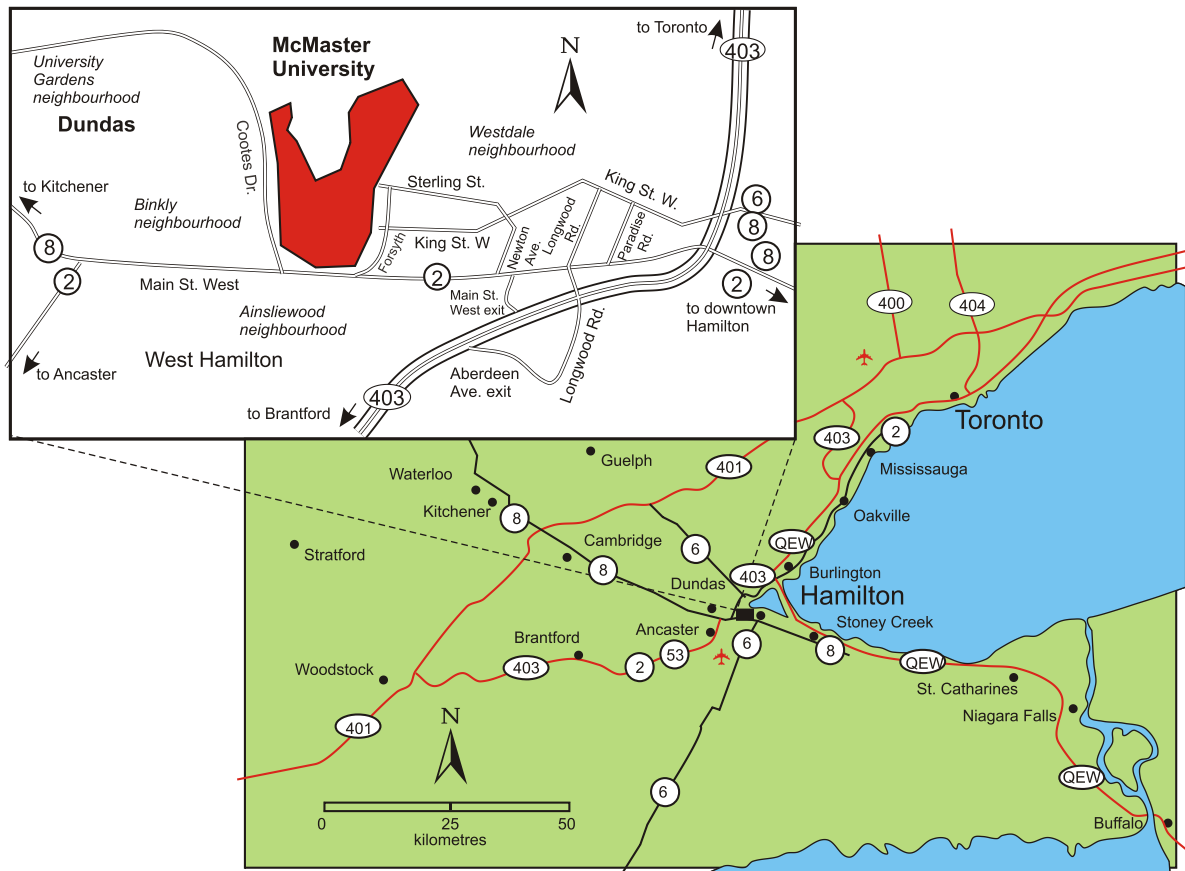 to Toronto
403
McMaster
University
N
University
Gardens
neighbourhood
Dundas
Cootes Dr.
Westdale
neighbourhood
to Kitchener
Binkly
neighbourhood
Sterling St.
King St. W.
Longwood
Rd.
Paradise
Rd.
6
8
8
Forsyth
King St. W
Newton
Ave.
8
2
Main St. West
2
Main St.
West exit
2
to downtown
Hamilton
Ainsliewood
neighbourhood
West Hamilton
to Ancaster
Longwood Rd.
Aberdeen
Ave. exit
403
to Brantford
400
404
Toronto
403
2
Mississauga
Guelph
401
Waterloo
Kitchener
8
Oakville
QEW
Stratford
Cambridge
6
8
403
Burlington
Dundas
Hamilton
Ancaster
Stoney Creek
6
8
Brantford
53
2
403
QEW
Woodstock
St. Catharines
Niagara Falls
401
N
QEW
6
0
25
50
kilometres
Buffalo